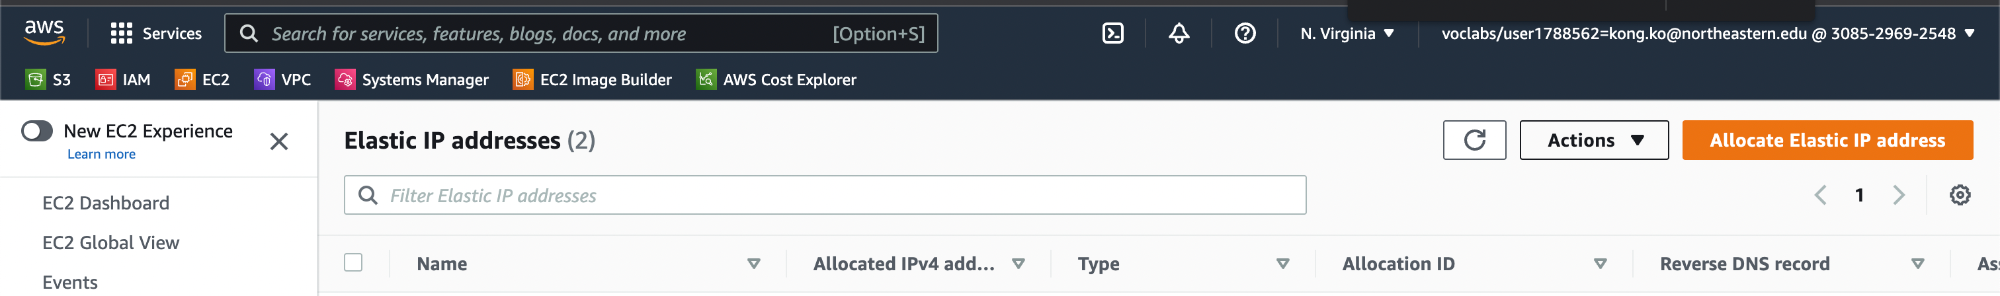 aws
Services
Search for services, features, blogs, docs, and more [Option+S]
N. Virginia
voclabs/user1788562=kong.ko@northeastern.edu @ 3085-2969-2548
S3 IAM EC2 VPC Systems Manager EC2 Image Builder AWS Cost Explorer
New EC2 Experience
Learn more
EC2 Dashboard
EC2 Global View
Events
Elastic IP addresses (2)
Actions
Allocate Elastic IP address
Filter Elastic IP addresses
1
Name Allocated IPv4 add... Type Allocation ID Reverse DNS record As